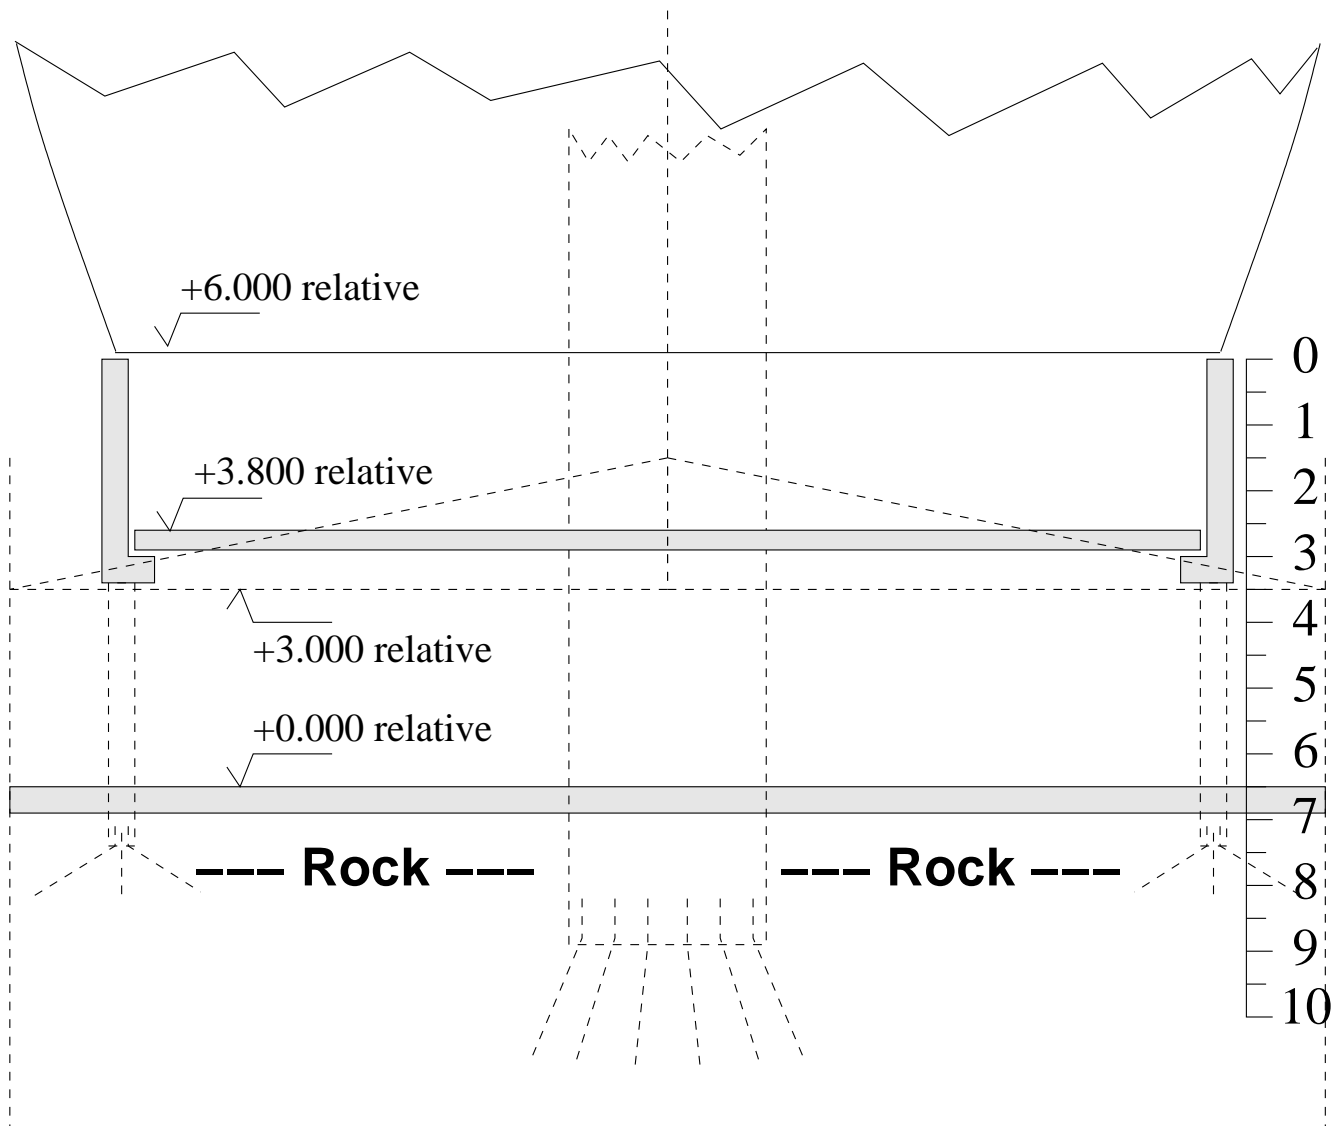 +6.000 relative
0
1
+3.800 relative
2
3
4
+3.000 relative
5
+0.000 relative
6
7
--- Rock --- --- Rock ---
8
9
10